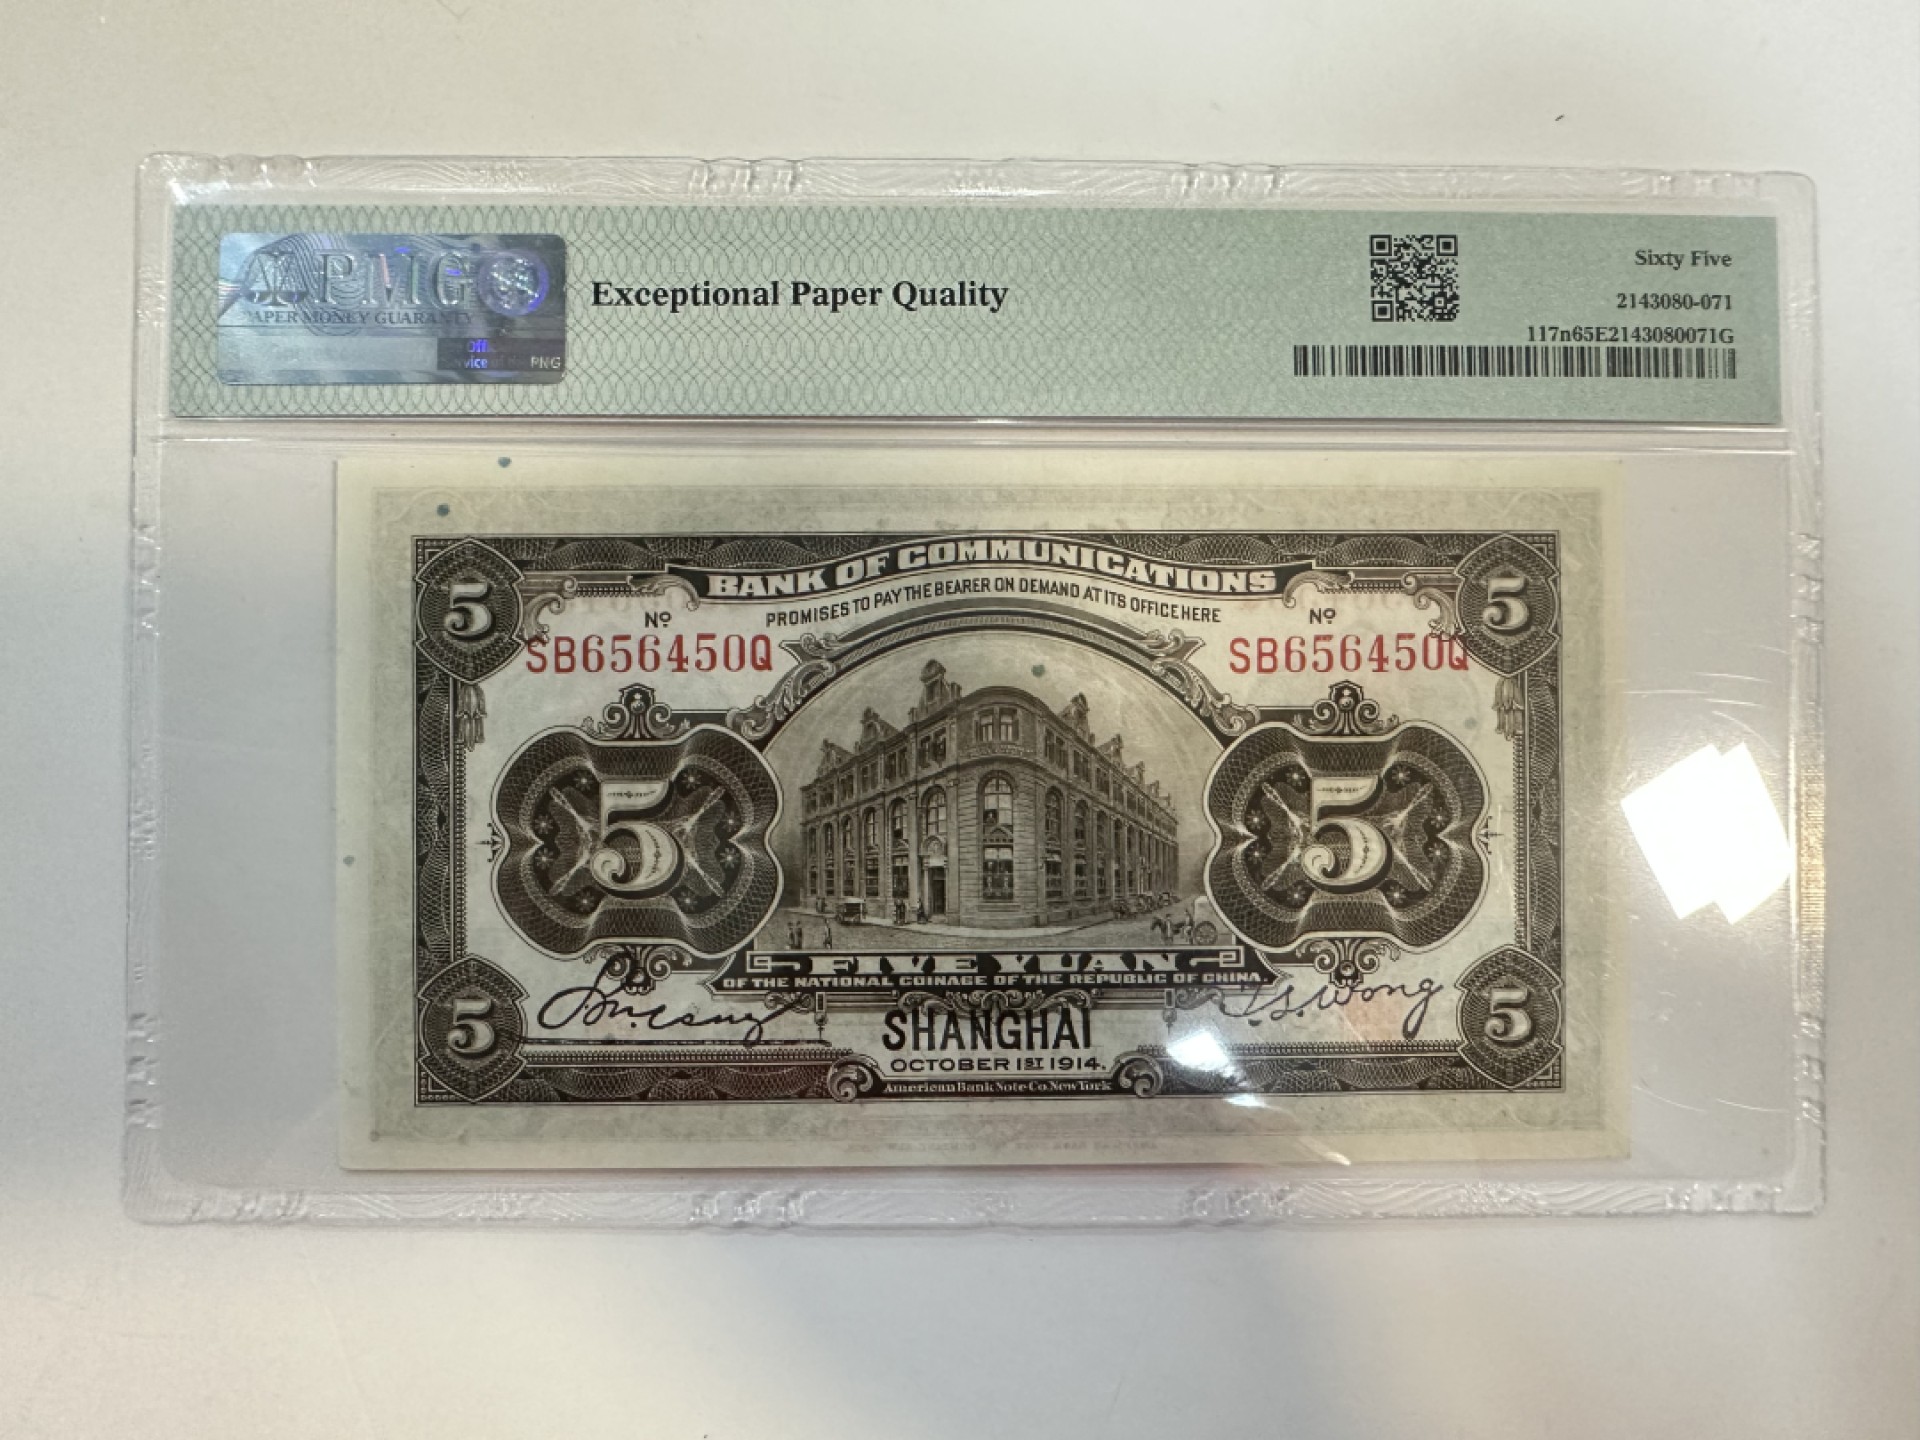 PMG
PAPER MONEY GUARANTY
PNG
Exceptional Paper Quality
Sixty Five
2143080-071
117n65E2143080071G
BANK OF COMMUNICATIONS
PROMISES TO PAY THE BEARER ON DEMAND AT ITS OFFICE HERE
5 5
Nº Nº
SB656450Q SB656450Q
5 5
FIVE YUAN
OF THE NATIONAL COINAGE OF THE REPUBLIC OF CHINA.
S. Wong
5 5
SHANGHAI
OCTOBER 1ST 1914.
American Bank Note Co. New York